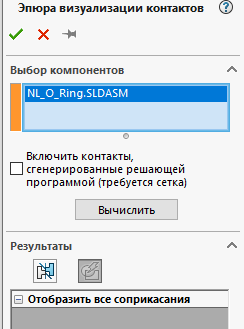 Эпюра визуализации контактов
Выбор компонентов
NL_O_Ring.SLDASM
Включить контакты,
сгенерированные решающей
программой (требуется сетка)
Вычислить
Результаты
Отобразить все соприкасания